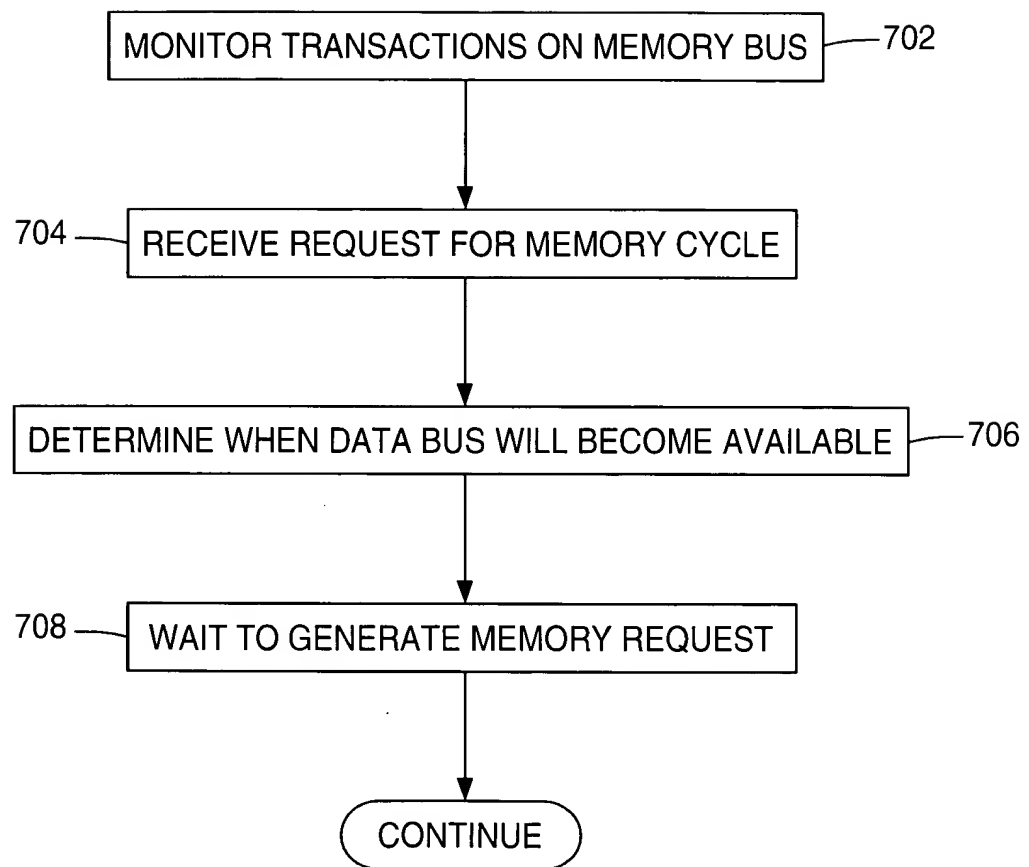 MONITOR TRANSACTIONS ON MEMORY BUS
702
704
RECEIVE REQUEST FOR MEMORY CYCLE
DETERMINE WHEN DATA BUS WILL BECOME AVAILABLE
706
708
WAIT TO GENERATE MEMORY REQUEST
CONTINUE